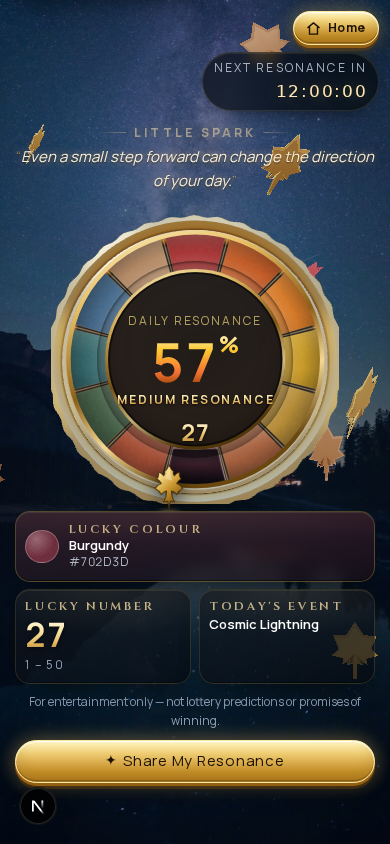 Home
NEXT RESONANCE IN
12:00:00
LITTLE SPARK
“Even a small step forward can change the direction
of your day.”
DAILY RESONANCE
57%
MEDIUM RESONANCE
27
LUCKY COLOUR
Burgundy
#702D3D
LUCKY NUMBER
27
1 – 50
TODAY'S EVENT
Cosmic Lightning
For entertainment only — not lottery predictions or promises of
winning.
✦ Share My Resonance
N